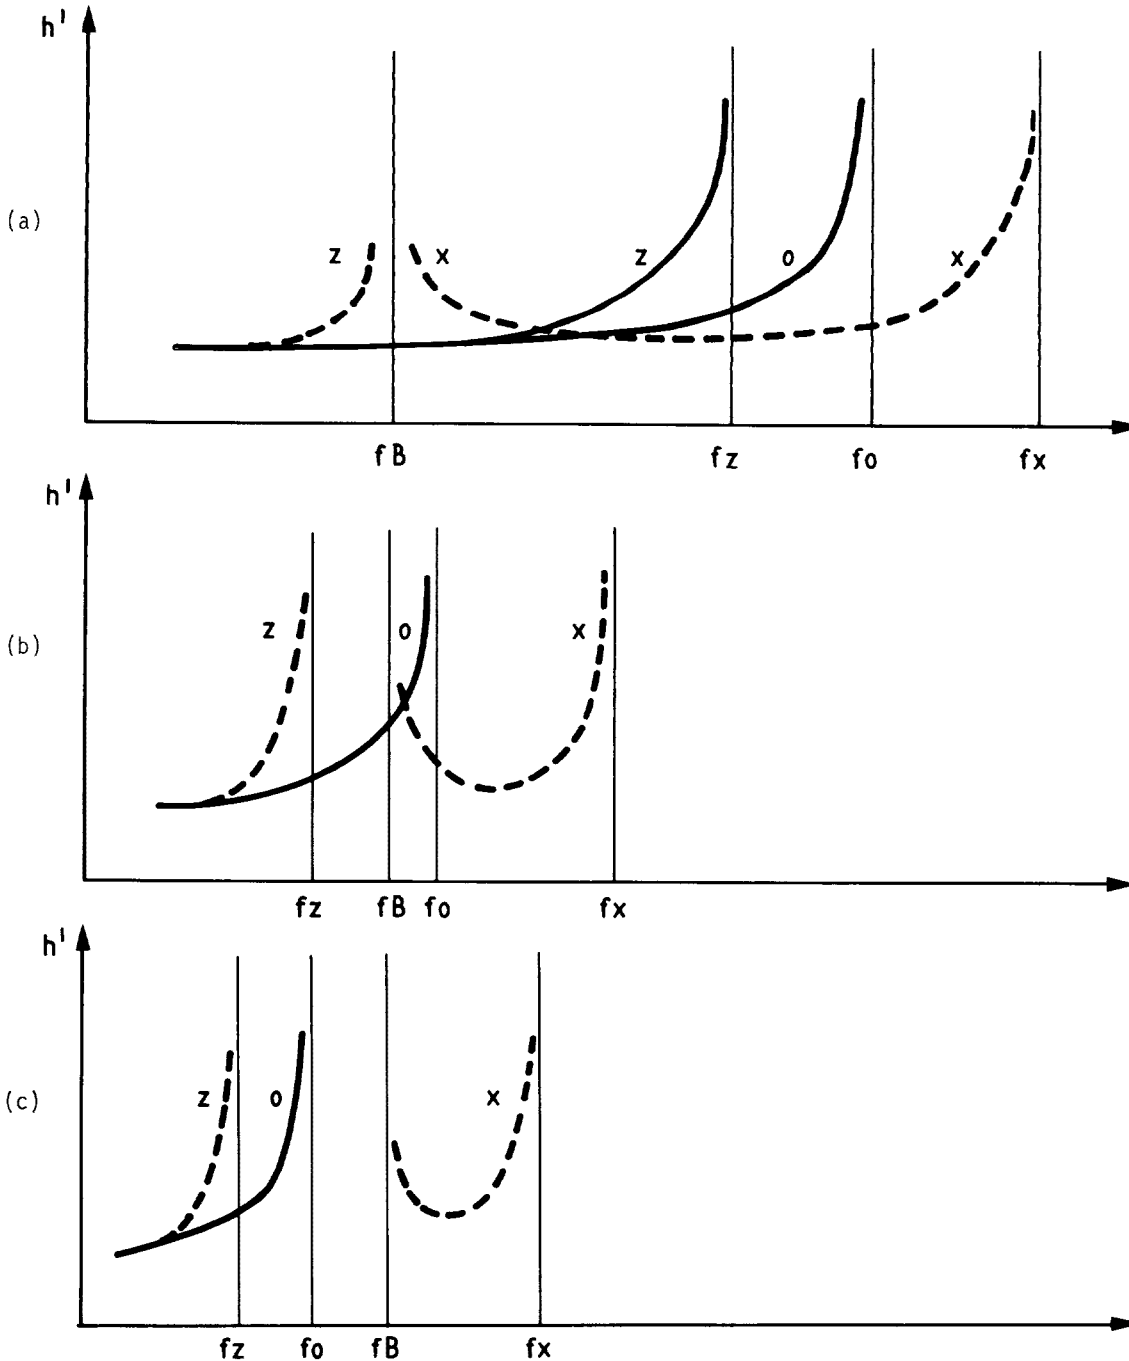 h'
(a)
z x z o x
fB fz fo fx
h'
(b)
z o x
fz fB fo fx
h'
(c)
z o x
fz fo fB fx